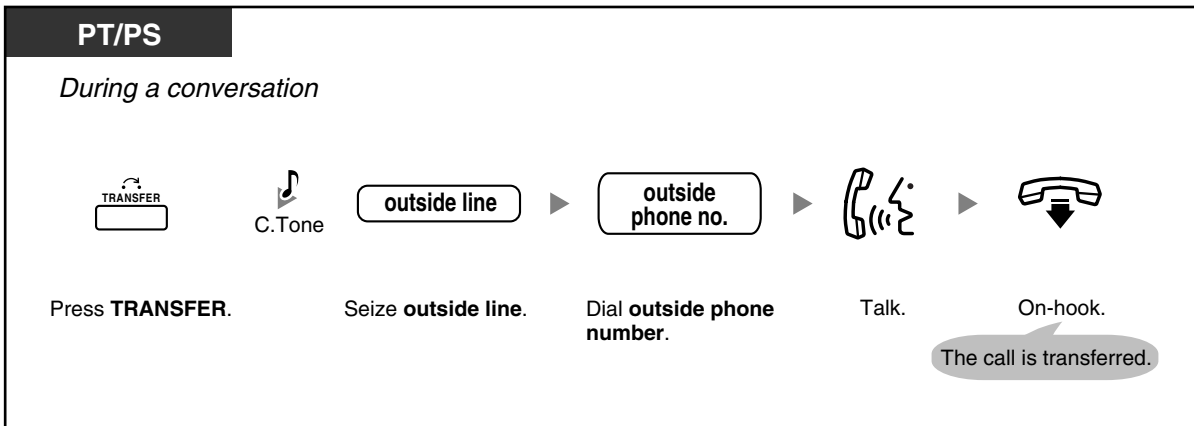 PT/PS
During a conversation
TRANSFER
C.Tone
outside line
outside
phone no.
Press TRANSFER.
Seize outside line.
Dial outside phone
number.
Talk.
On-hook.
The call is transferred.